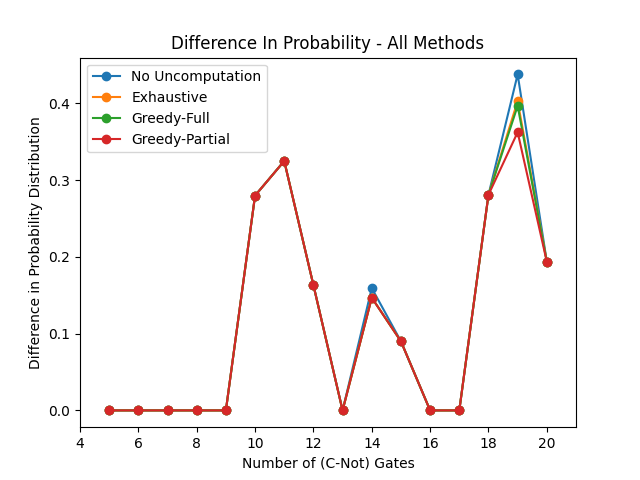 Difference In Probability - All Methods
No Uncomputation
Exhaustive
Greedy-Full
Greedy-Partial
Difference in Probability Distribution
0.4
0.3
0.2
0.1
0.0
4 6 8 10 12 14 16 18 20
Number of (C-Not) Gates